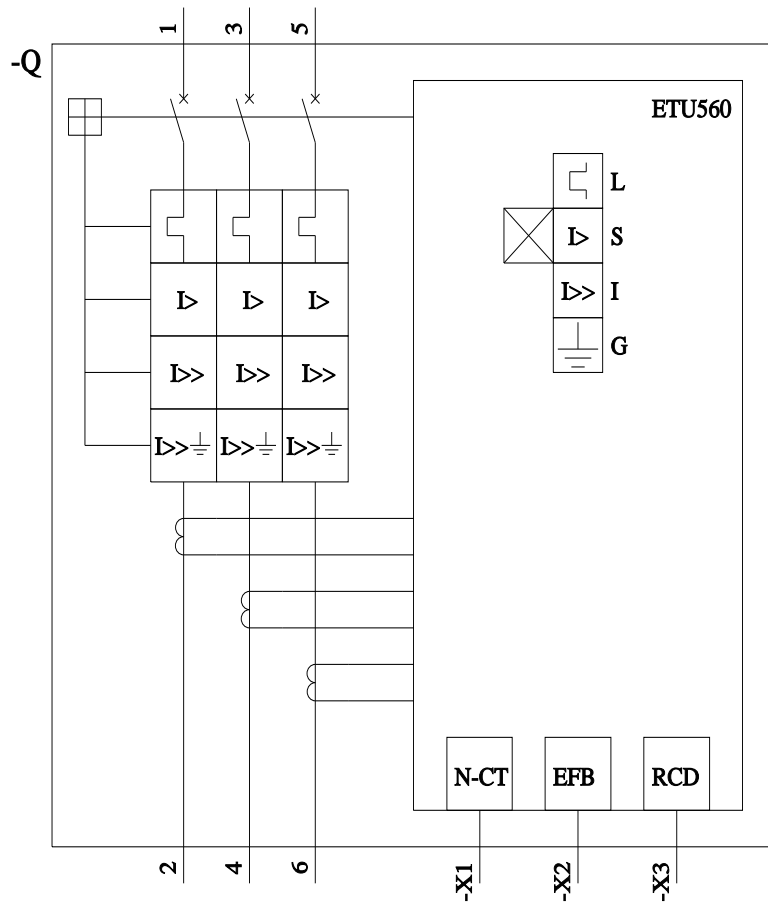 1 3 5
-Q
ETU560
L
I> S
I> I> I> I>> I
G
I>> I>> I>>
I>> I>> I>>
N-CT EFB RCD
2 4 6 -X1 -X2 -X3